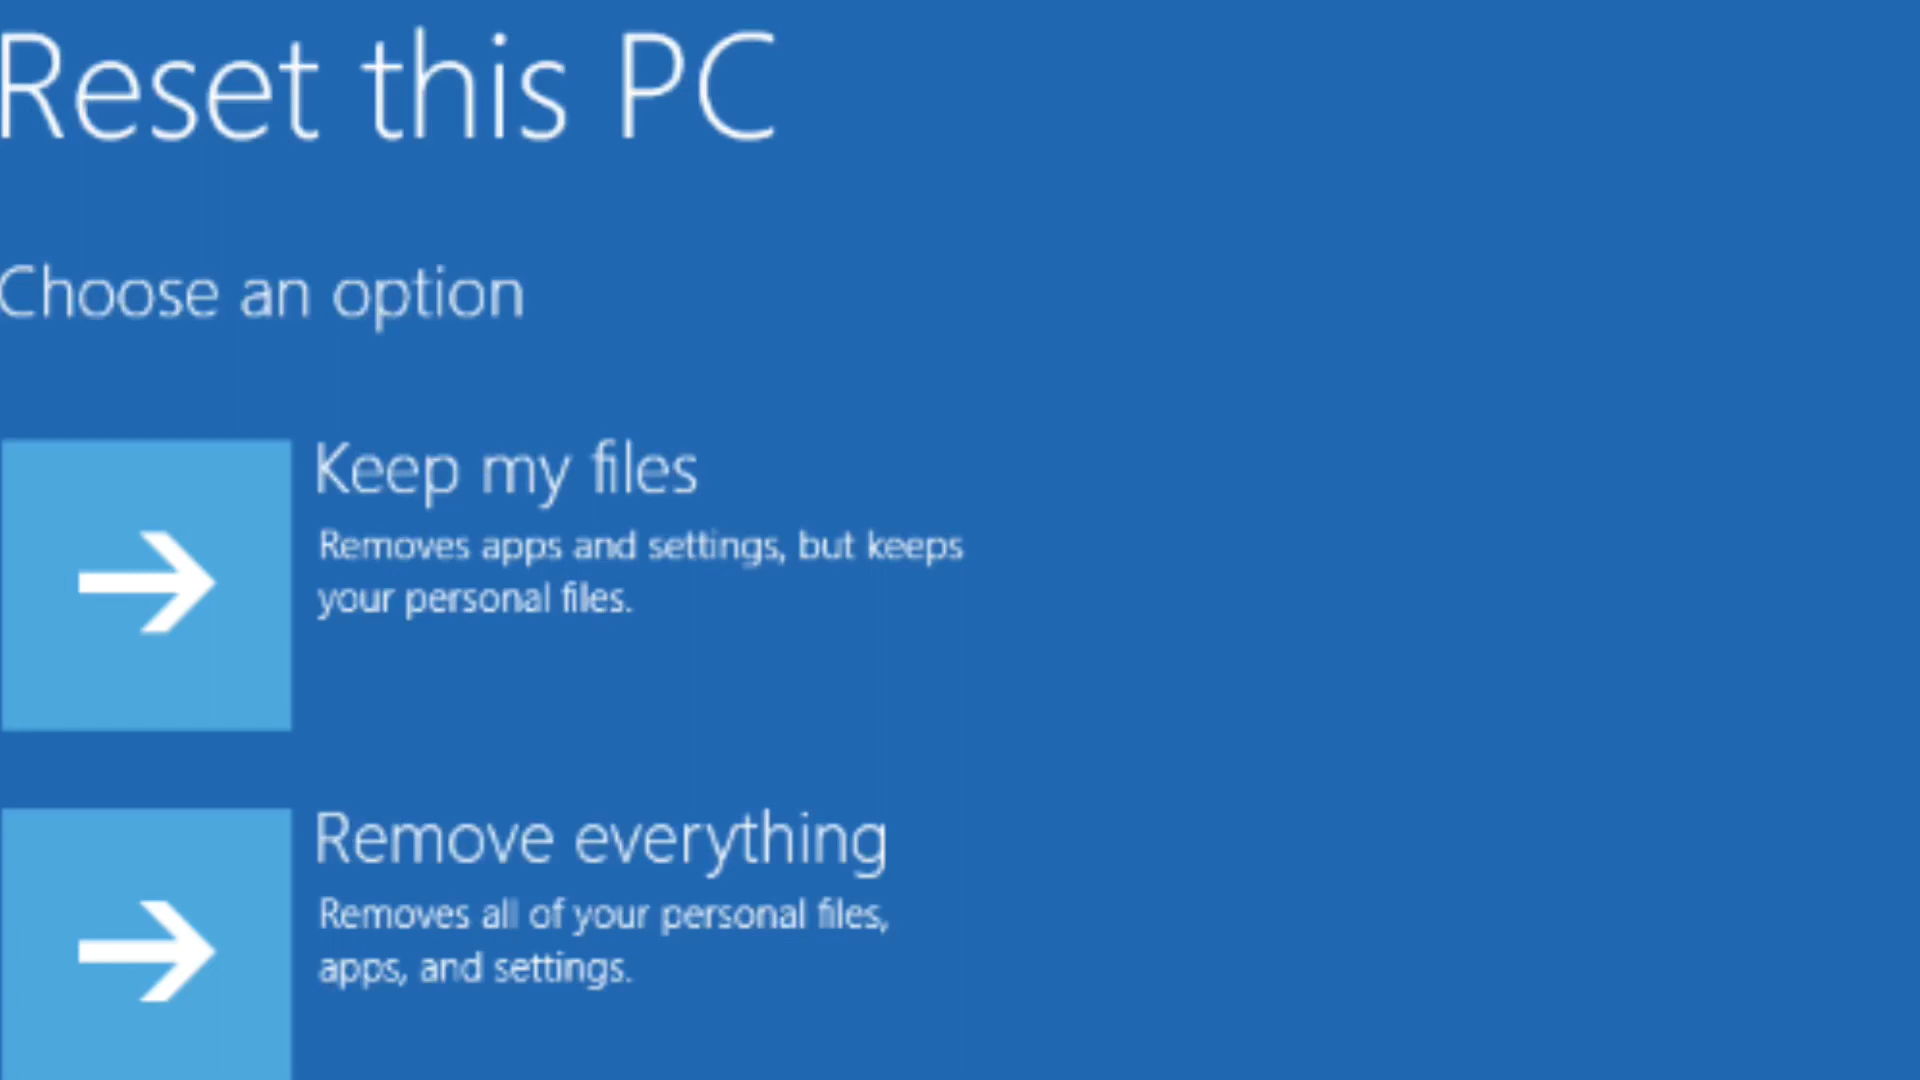 Reset this PC
Choose an option
Keep my files
Removes apps and settings, but keeps
your personal files.
Remove everything
Removes all of your personal files,
apps, and settings.